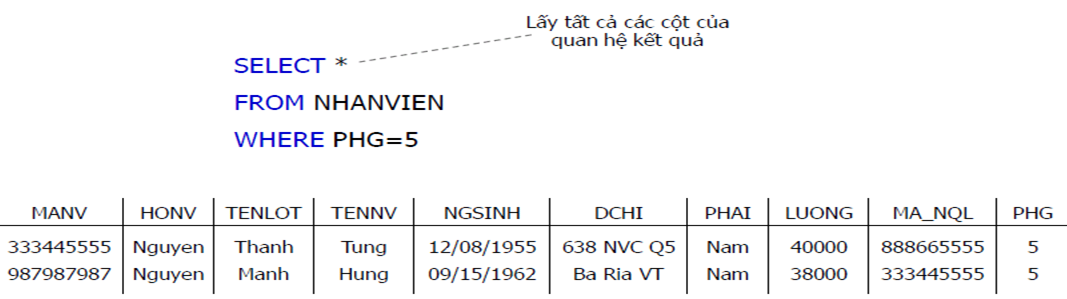 Lấy tất cả các cột của
quan hệ kết quả
SELECT *
FROM NHANVIEN
WHERE PHG=5
MANV HONV TENLOT TENNV NGSINH DCHI PHAI LUONG MA_NQL PHG
333445555 Nguyen Thanh Tung 12/08/1955 638 NVC Q5 Nam 40000 888665555 5
987987987 Nguyen Manh Hung 09/15/1962 Ba Ria VT Nam 38000 333445555 5